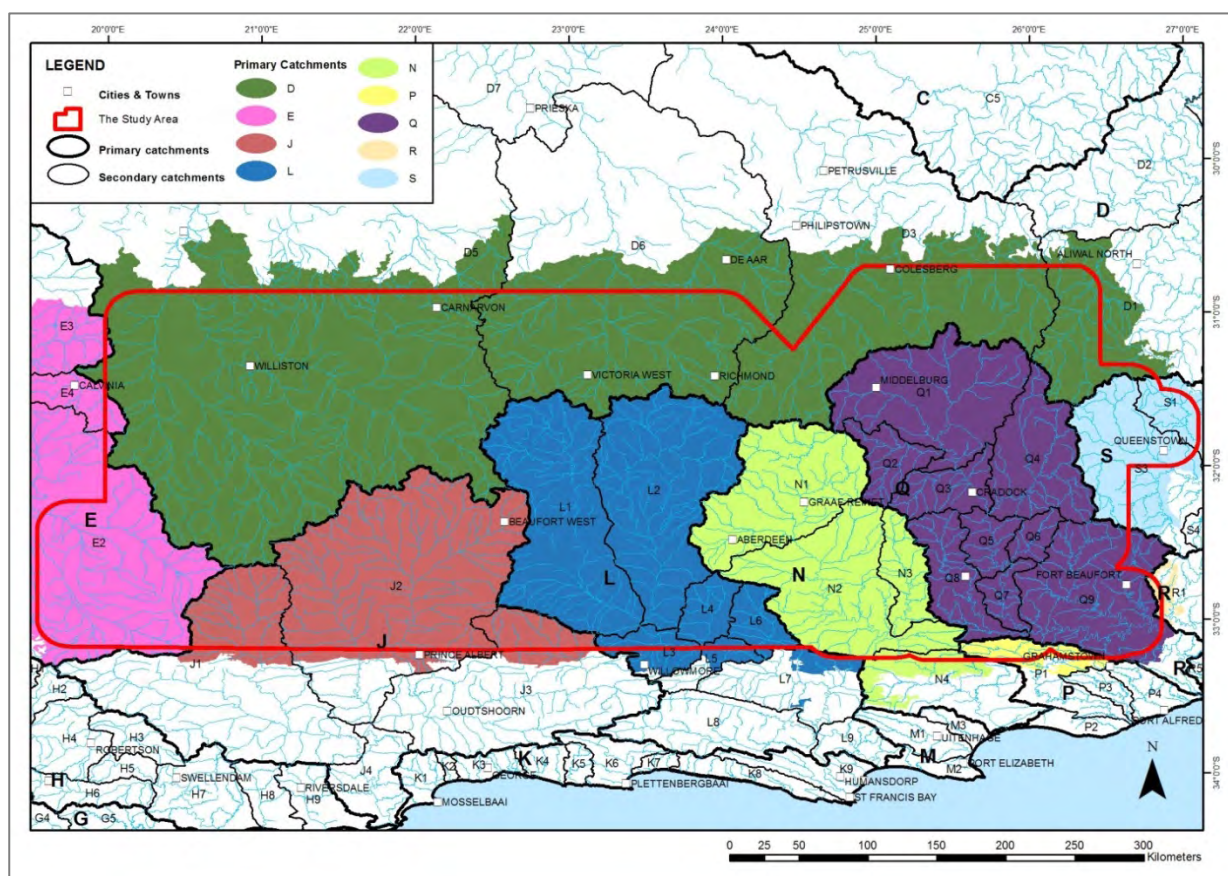 20°0'0"E
21°0'0"E
22°0'0"E
23°0'0"E
24°0'0"E
25°0'0"E
26°0'0"E
27°0'0"E
LEGEND
Cities & Towns
The Study Area
Primary catchments
Secondary catchments
Primary Catchments
D
E
J
L
N
P
Q
R
S
D7
PRIESKA
C
C5
D2
30°0'0"S
PETRUSVILLE
D
PHILIPSTOWN
D3
D5
D6
DE AAR
ALIWAL NORTH
COLESBERG
CARNARVON
D1
31°0'0"S
E3
WILLISTON
CALVINIA
E4
VICTORIA WEST
RICHMOND
MIDDELBURG
Q1
S1
QUEENSTOWN
S
S3
32°0'0"S
Q2
Q
Q3
Q4
CRADOCK
N1
GRAAF REINET
L1
L2
BEAUFORT WEST
E
E2
ABERDEEN
S4
Q5
Q6
J2
L
N
N2
N3
Q8
Q7
FORT BEAUFORT
Q9
R
R1
L4
L6
33°0'0"S
J
J1
PRINCE ALBERT
L3
L5
WILLOWMORE
L7
N4
GRAHAMSTOWN
P1
P
P3
P4
P2
PORT ALFRED
R
H2
J3
OUDTSHOORN
L8
L9
M1
M3
UITENHAGE
M
M2
PORT ELIZABETH
H4
H3
ROBERTSON
H5
H
H6
SWELLENDAM
H7
H8
RIVERSDALE
H9
J4
K1
K2
K3
GEORGE
K
K4
K5
K6
K7
K8
K9
HUMANSDORP
PLETTENBERGBAAI
ST FRANCIS BAY
MOSSELBAAI
34°0'0"S
G4
G5
G
N
0
25
50
100
150
200
250
300
Kilometers